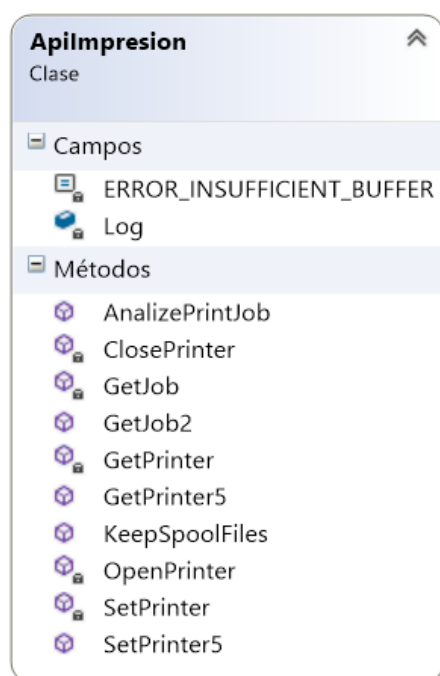 ApiImpresion
Clase
Campos
ERROR_INSUFFICIENT_BUFFER
Log
Métodos
AnalizePrintJob
ClosePrinter
GetJob
GetJob2
GetPrinter
GetPrinter5
KeepSpoolFiles
OpenPrinter
SetPrinter
SetPrinter5